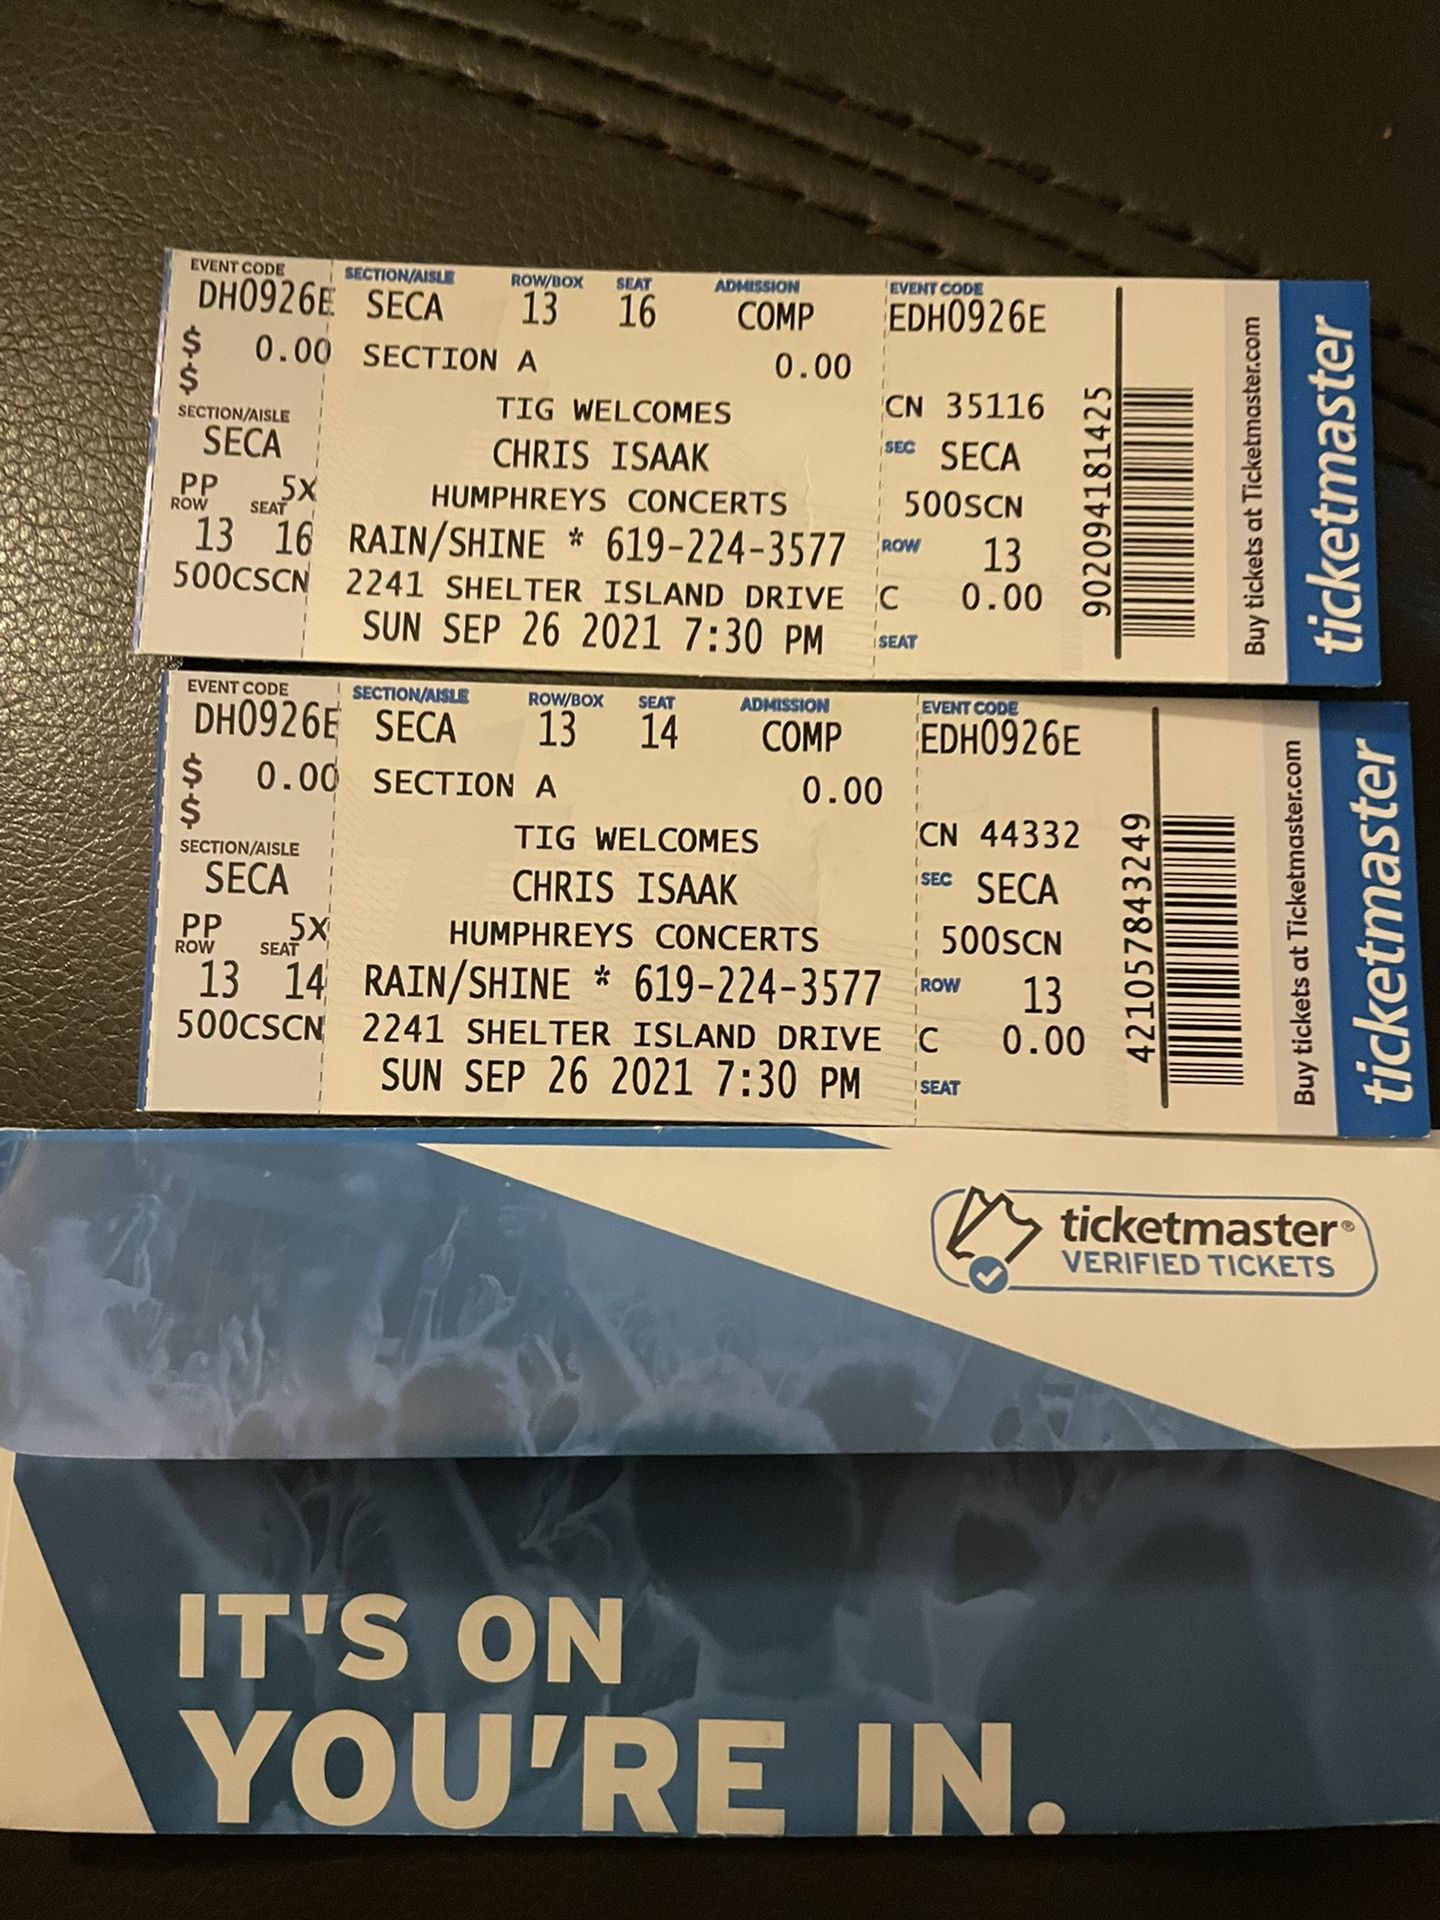 EVENT CODE SECTION/AISLE ROW/BOX SEAT ADMISSION EVENT CODE
DH0926E SECA 13 16 COMP EDH0926E
$ 0.00 SECTION A 0.00
$
TIG WELCOMES CN 35116
SECTION/AISLE
SECA CHRIS ISAAK SEC SECA
PP 5X HUMPHREYS CONCERTS 500SCN
ROW SEAT
13 16 RAIN/SHINE * 619-224-3577 ROW 13
500CSCN 2241 SHELTER ISLAND DRIVE C 0.00
SUN SEP 26 2021 7:30 PM SEAT
902094181425
Buy tickets at Ticketmaster.com
ticketmaster
EVENT CODE SECTION/AISLE ROW/BOX SEAT ADMISSION EVENT CODE
DH0926E SECA 13 14 COMP EDH0926E
$ 0.00 SECTION A 0.00
$
TIG WELCOMES CN 44332
SECTION/AISLE
SECA CHRIS ISAAK SEC SECA
PP 5X HUMPHREYS CONCERTS 500SCN
ROW SEAT
13 14 RAIN/SHINE * 619-224-3577 ROW 13
500CSCN 2241 SHELTER ISLAND DRIVE C 0.00
SUN SEP 26 2021 7:30 PM SEAT
421057843249
Buy tickets at Ticketmaster.com
ticketmaster
ticketmaster®
VERIFIED TICKETS
IT'S ON
YOU'RE IN.